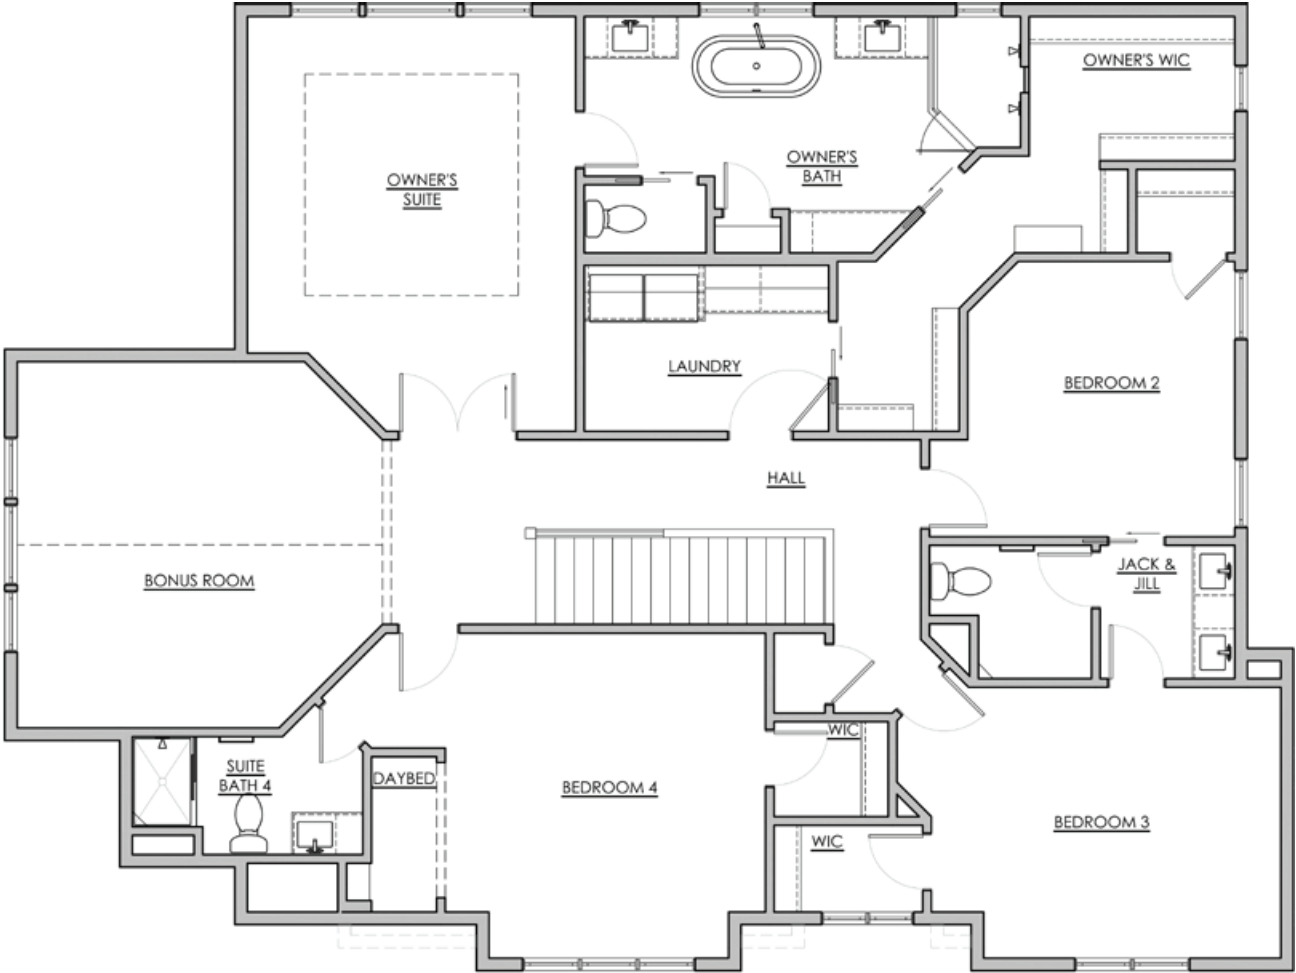 OWNER'S WIC
OWNER'S
BATH
OWNER'S
SUITE
LAUNDRY
BEDROOM 2
HALL
JACK &
JILL
BONUS ROOM
WIC
SUITE
BATH 4
DAYBED
BEDROOM 4
BEDROOM 3
WIC